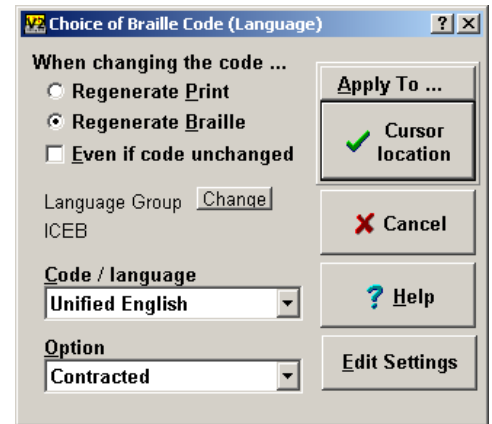 V2 Choice of Braille Code (Language) ? X
When changing the code ...
Regenerate Print
Regenerate Braille
Even if code unchanged
Language Group Change
ICEB
Code / language
Unified English
Option
Contracted
Apply To ...
Cursor
location
Cancel
? Help
Edit Settings